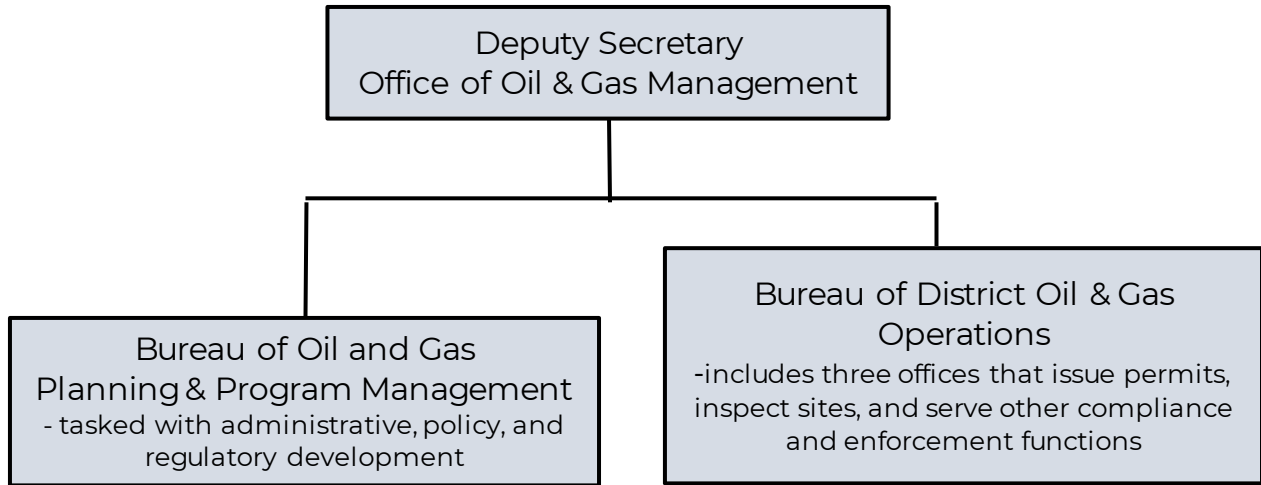 Deputy Secretary
Office of Oil & Gas Management
Bureau of Oil and Gas
Planning & Program Management
- tasked with administrative, policy, and
regulatory development
Bureau of District Oil & Gas
Operations
-includes three offices that issue permits,
inspect sites, and serve other compliance
and enforcement functions